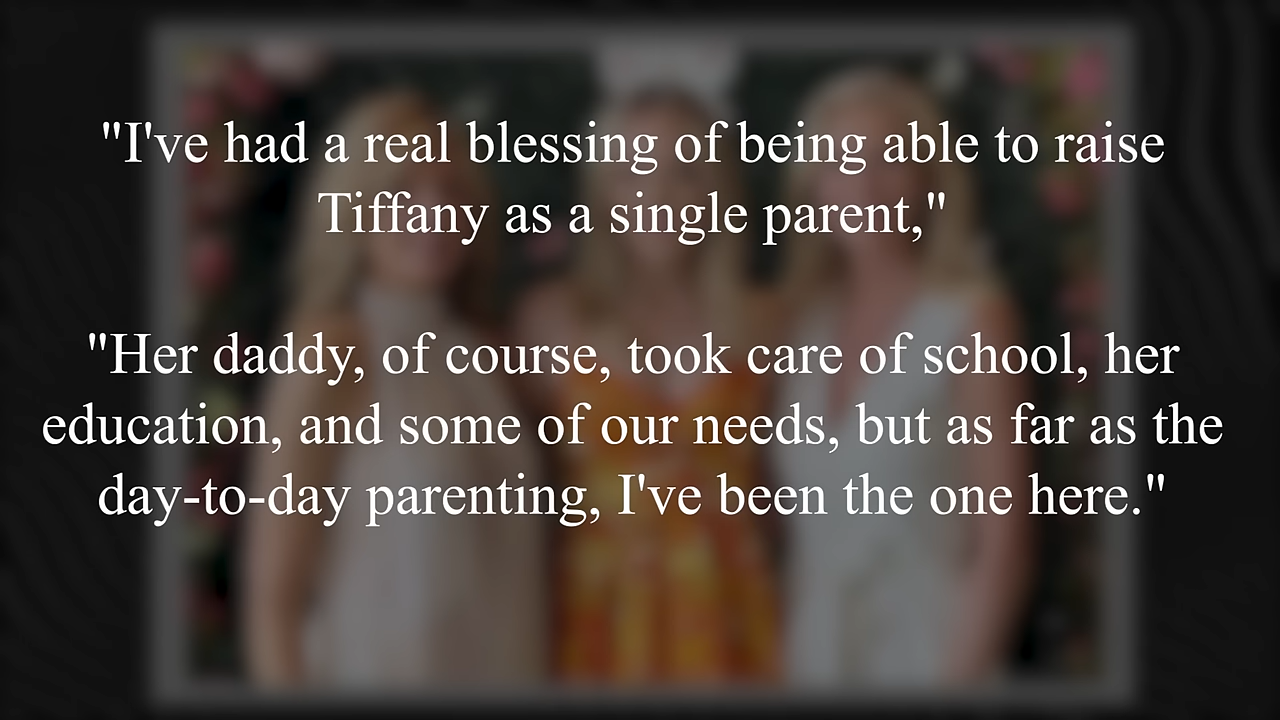 "I've had a real blessing of being able to raise
Tiffany as a single parent,"
"Her daddy, of course, took care of school, her
education, and some of our needs, but as far as the
day-to-day parenting, I've been the one here."